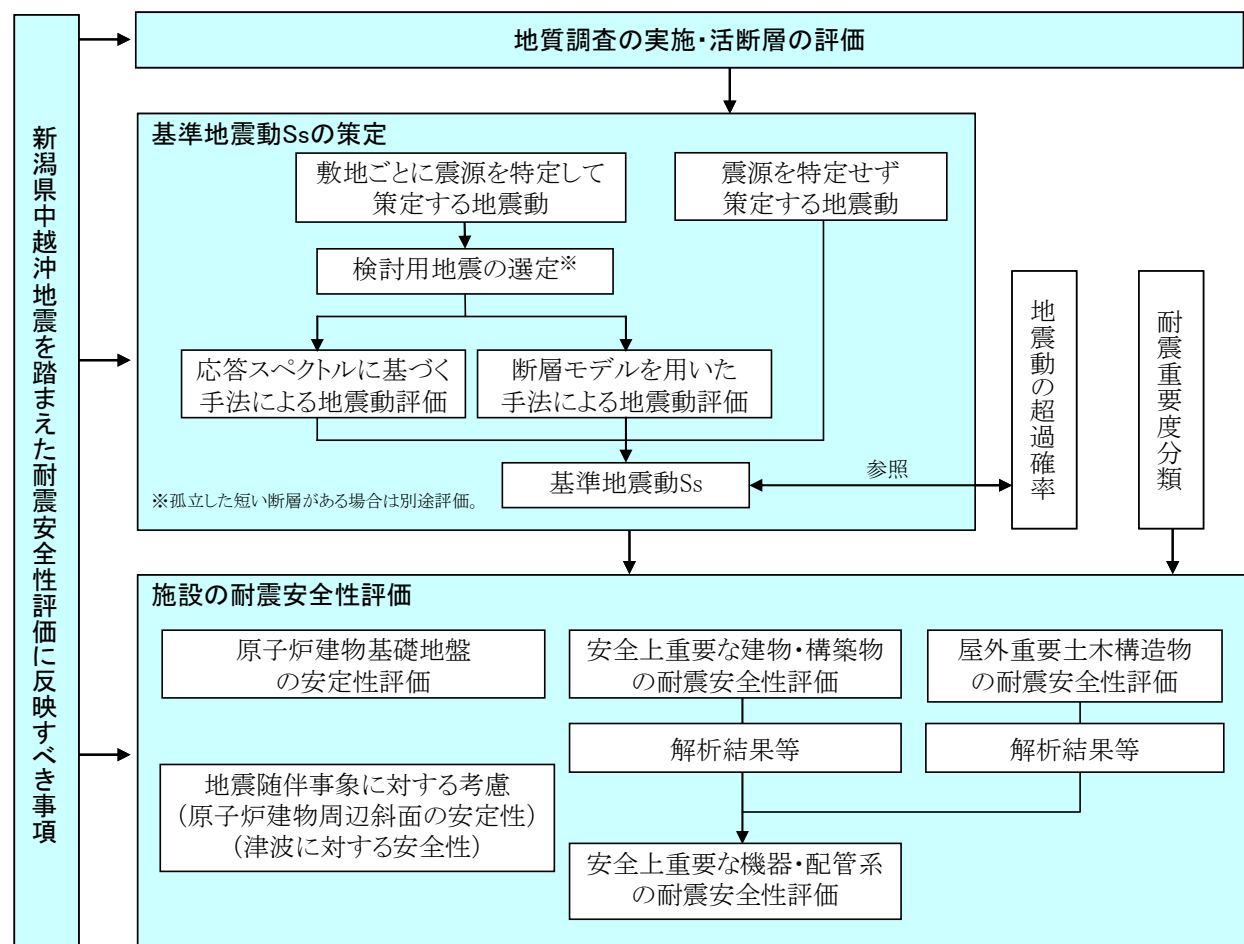 新潟県中越沖地震を踏まえた耐震安全性評価に反映すべき事項
地質調査の実施・活断層の評価
基準地震動Ssの策定
敷地ごとに震源を特定して
策定する地震動
震源を特定せず
策定する地震動
検討用地震の選定※
応答スペクトルに基づく
手法による地震動評価
断層モデルを用いた
手法による地震動評価
基準地震動Ss
※孤立した短い断層がある場合は別途評価。
参照
地震動の超過確率
耐震重要度分類
施設の耐震安全性評価
原子炉建物基礎地盤
の安定性評価
安全上重要な建物・構築物
の耐震安全性評価
屋外重要土木構造物
の耐震安全性評価
解析結果等
解析結果等
地震随伴事象に対する考慮
（原子炉建物周辺斜面の安定性）
（津波に対する安全性）
安全上重要な機器・配管系
の耐震安全性評価